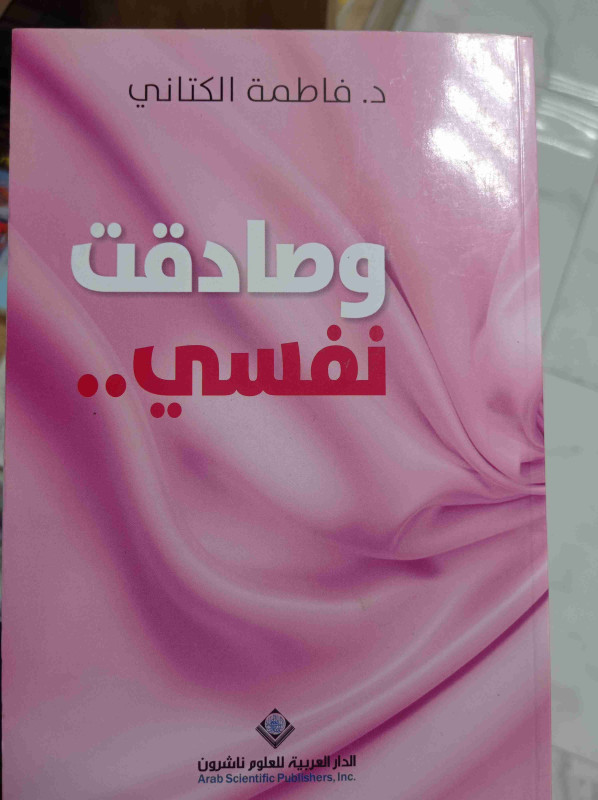 د. فاطمة الكتاني
وصادقت
نفسي..
الدار العربية للعلوم ناشرون
Arab Scientific Publishers, Inc.